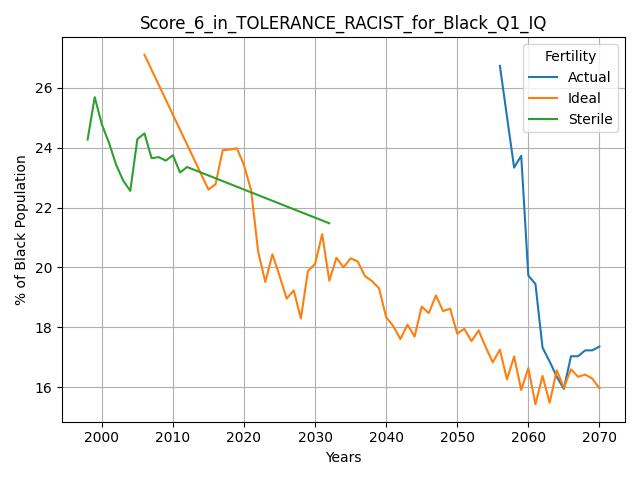 Score_6_in_TOLERANCE_RACIST_for_Black_Q1_IQ
Fertility
Actual
Ideal
Sterile
% of Black Population
26
24
22
20
18
16
2000 2010 2020 2030 2040 2050 2060 2070
Years